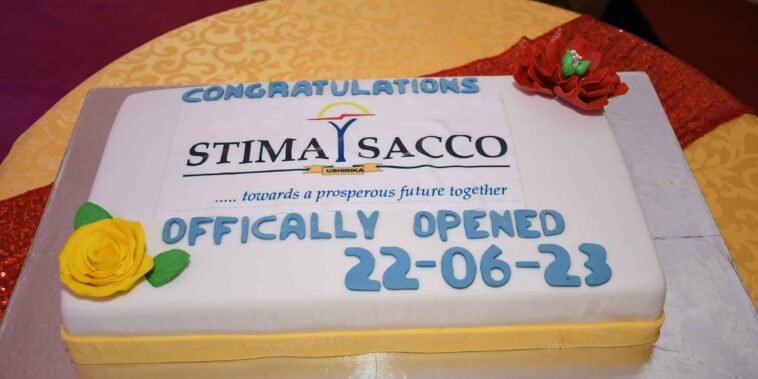 CONGRATULATIONS
STIMA SACCO
USHIRIKA
..... towards a prosperous future together
OFFICALLY OPENED
22-06-23